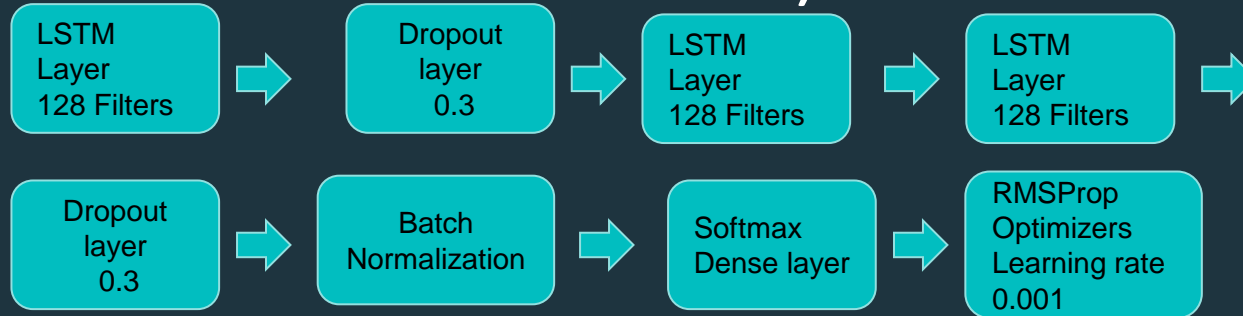 LSTM
Layer
128 Filters
Dropout
layer
0.3
LSTM
Layer
128 Filters
LSTM
Layer
128 Filters
Dropout
layer
0.3
Batch
Normalization
Softmax
Dense layer
RMSProp
Optimizers
Learning rate
0.001